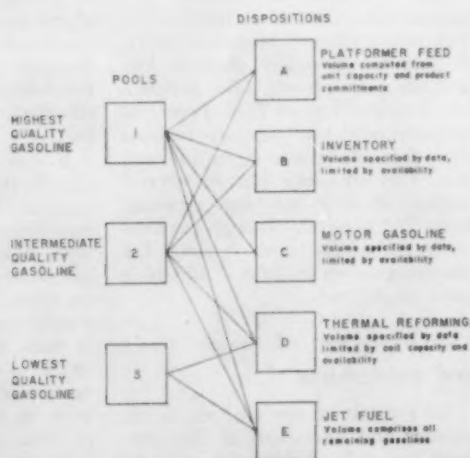 DISPOSITIONS
POOLS
HIGHEST
QUALITY
GASOLINE
1
INTERMEDIATE
QUALITY
GASOLINE
2
LOWEST
QUALITY
GASOLINE
3
A
PLATFORMER FEED
Volume computed from
unit capacity and product
commitments
B
INVENTORY
Volume specified by data,
limited by availability
C
MOTOR GASOLINE
Volume specified by data,
limited by availability
D
THERMAL REFORMING
Volume specified by data
limited by coil capacity and
availability
E
JET FUEL
Volume comprises all
remaining gasolines